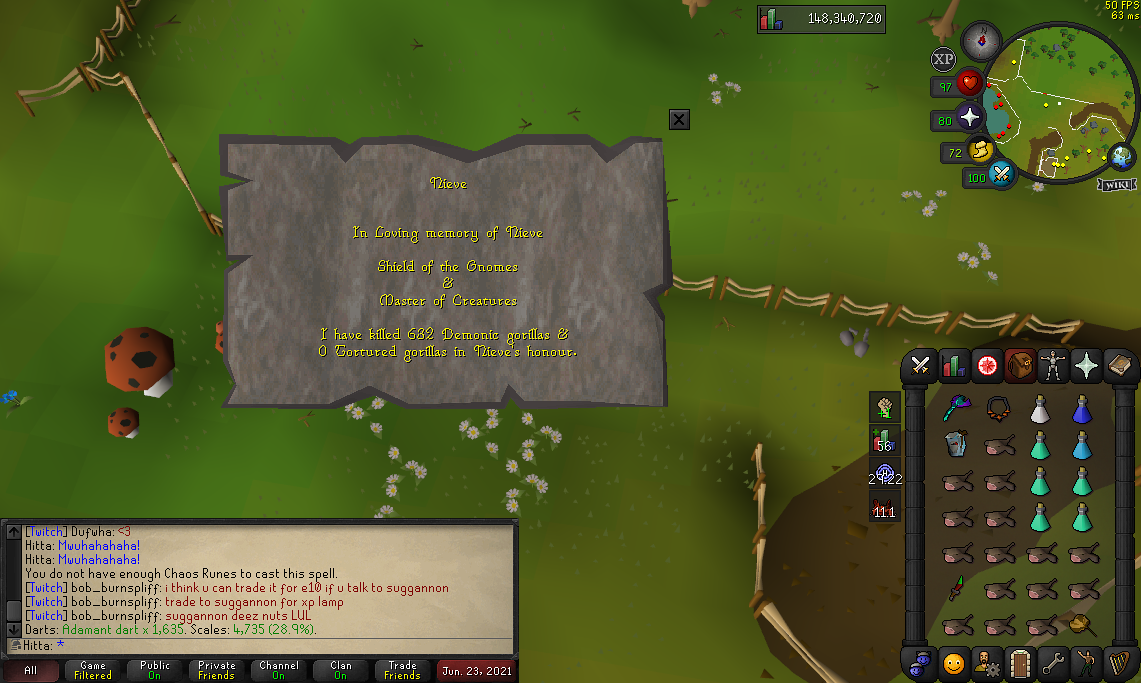 148,340,720
50 FPS
63 ms
N
XP
97
80
72
100
WIKI
Nieve
In Loving memory of Nieve
Shield of the Gnomes
&
Master of Creatures
I have killed 632 Demonic gorillas &
0 Tortured gorillas in Nieve's honour.
56
29:22
111
[Twitch] Dufwha: <3
Hitta: Mwuhahahaha!
Hitta: Mwuhahahaha!
You do not have enough Chaos Runes to cast this spell.
[Twitch] bob_burnspliff: i think u can trade it for e10 if u talk to suggannon
[Twitch] bob_burnspliff: trade to suggannon for xp lamp
[Twitch] bob_burnspliff: suggannon deez nuts LUL
Darts: Adamant dart x 1,635. Scales: 4,735 (28.9%).
Hitta: *
All
Game
Filtered
Public
On
Private
Friends
Channel
On
Clan
On
Trade
Friends
Jun. 23, 2021